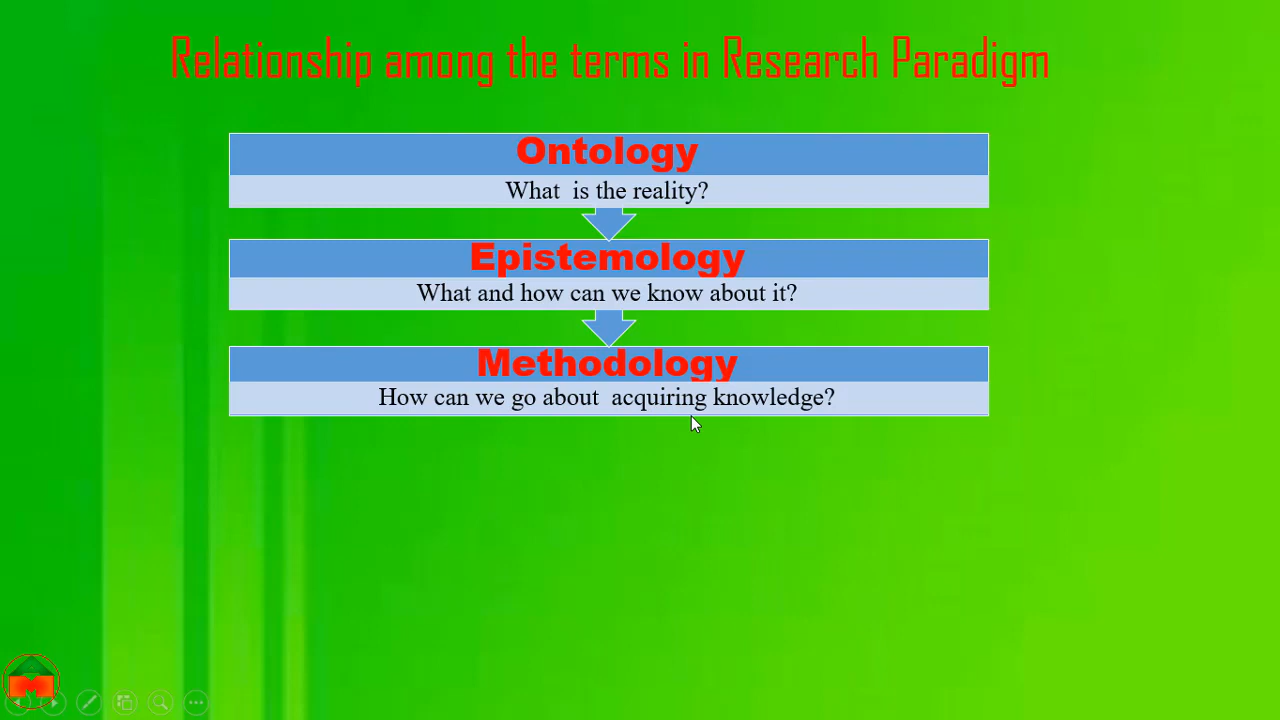 Relationship among the terms in Research Paradigm
Ontology
What is the reality?
Epistemology
What and how can we know about it?
Methodology
How can we go about acquiring knowledge?
M